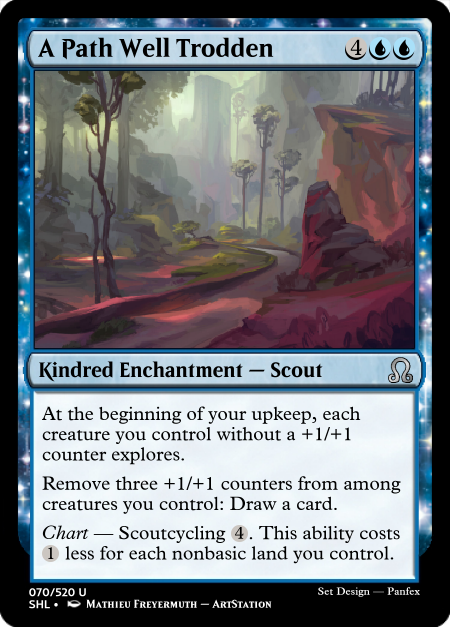 A Path Well Trodden 4
Kindred Enchantment — Scout
At the beginning of your upkeep, each
creature you control without a +1/+1
counter explores.
Remove three +1/+1 counters from among
creatures you control: Draw a card.
Chart — Scoutcycling 4. This ability costs
1 less for each nonbasic land you control.
070/520 U
Set Design — Panfex
SHL • Mathieu Freyermuth — ArtStation